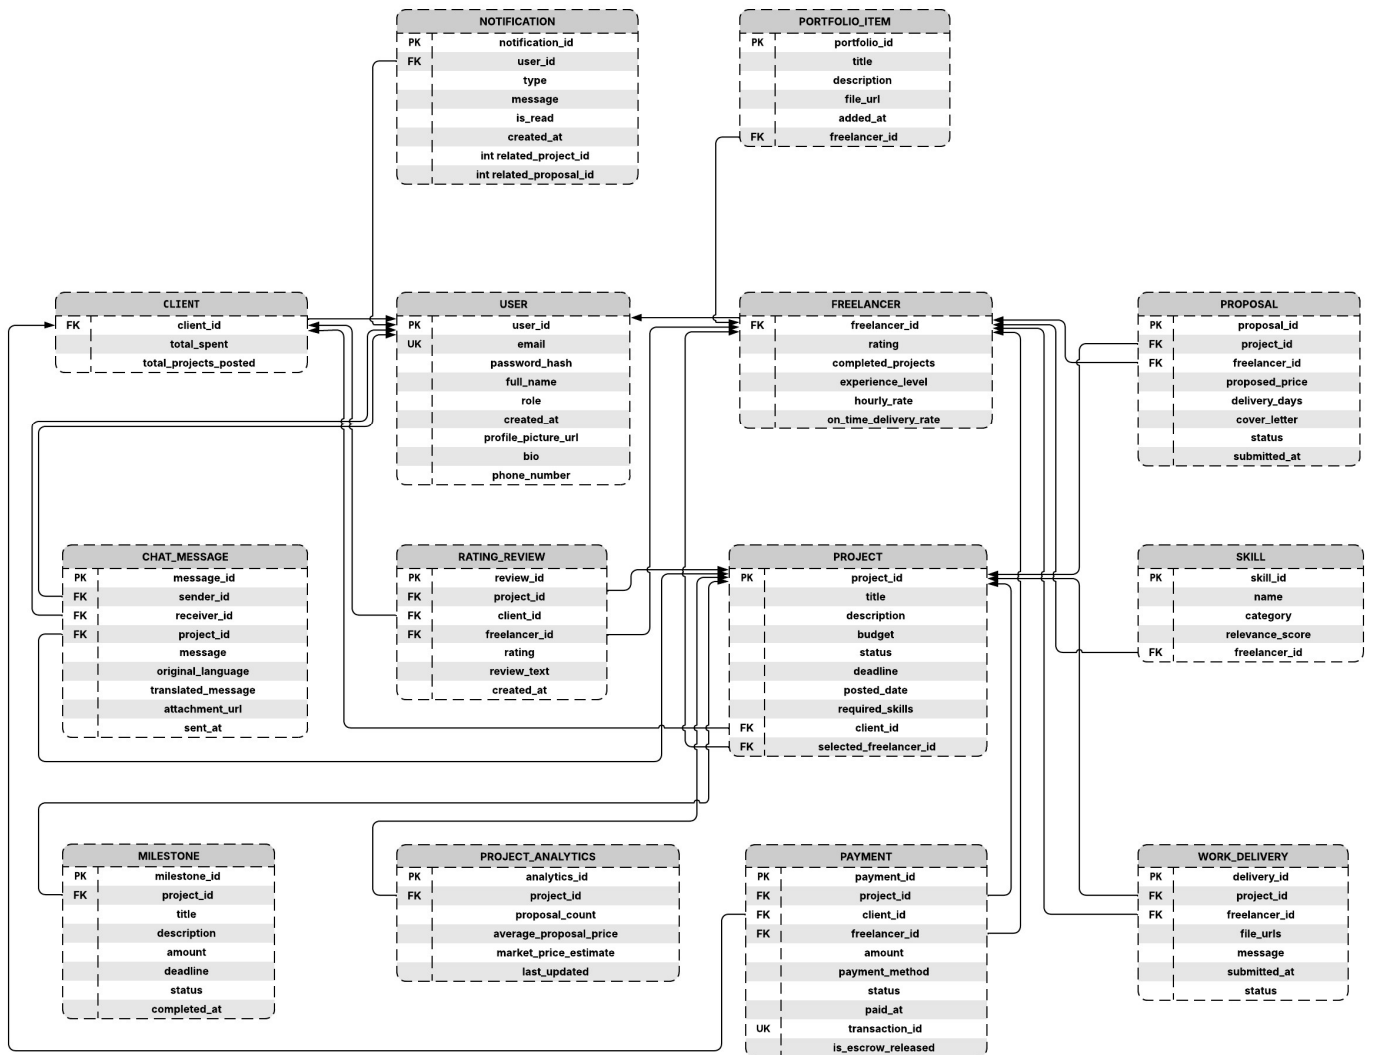 NOTIFICATION
PK notification_id
FK user_id
type
message
is_read
created_at
int related_project_id
int related_proposal_id
PORTFOLIO_ITEM
PK portfolio_id
title
description
file_url
added_at
FK freelancer_id
CLIENT
FK client_id
total_spent
total_projects_posted
USER
PK user_id
UK email
password_hash
full_name
role
created_at
profile_picture_url
bio
phone_number
FREELANCER
FK freelancer_id
rating
completed_projects
experience_level
hourly_rate
on_time_delivery_rate
PROPOSAL
PK proposal_id
FK project_id
FK freelancer_id
proposed_price
delivery_days
cover_letter
status
submitted_at
CHAT_MESSAGE
PK message_id
FK sender_id
FK receiver_id
FK project_id
message
original_language
translated_message
attachment_url
sent_at
RATING_REVIEW
PK review_id
FK project_id
FK client_id
FK freelancer_id
rating
review_text
created_at
PROJECT
PK project_id
title
description
budget
status
deadline
posted_date
required_skills
FK client_id
FK selected_freelancer_id
SKILL
PK skill_id
name
category
relevance_score
FK freelancer_id
MILESTONE
PK milestone_id
FK project_id
title
description
amount
deadline
status
completed_at
PROJECT_ANALYTICS
PK analytics_id
FK project_id
proposal_count
average_proposal_price
market_price_estimate
last_updated
PAYMENT
PK payment_id
FK project_id
FK client_id
FK freelancer_id
amount
payment_method
status
paid_at
UK transaction_id
is_escrow_released
WORK_DELIVERY
PK delivery_id
FK project_id
FK freelancer_id
file_urls
message
submitted_at
status